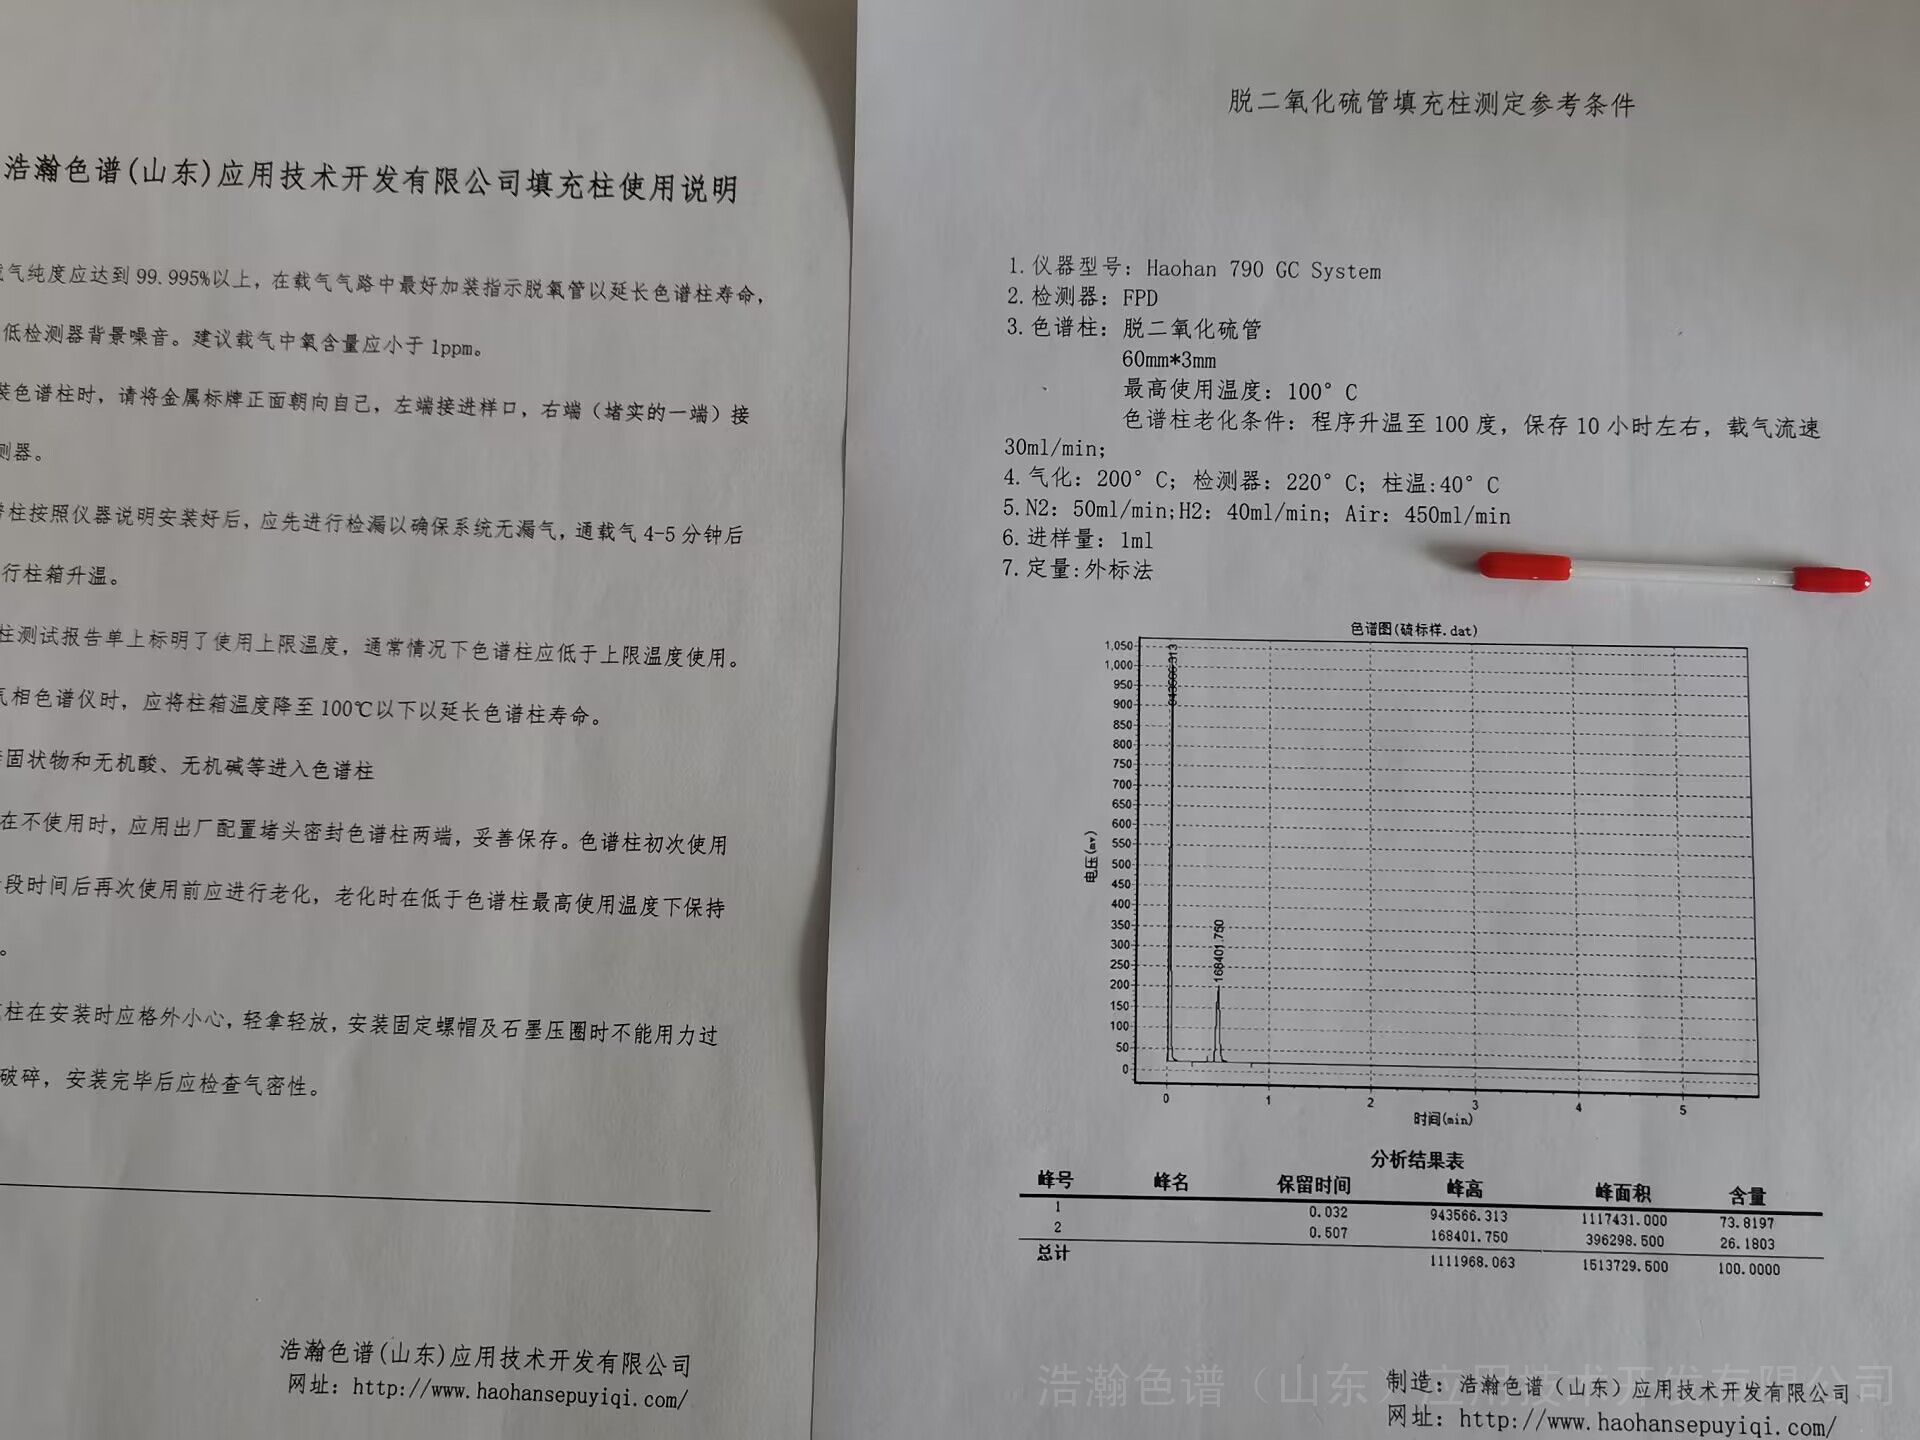 浩瀚色谱(山东)应用技术开发有限公司填充柱使用说明
气纯度应达到99.995%以上，在载气气路中最好加装指示脱氧管以延长色谱柱寿命，
低检测器背景噪音。建议载气中氧含量应小于1ppm。
装色谱柱时，请将金属标牌正面朝向自己，左端接进样口，右端（堵实的一端）接
测器。
柱按照仪器说明安装好后，应先进行检漏以确保系统无漏气，通载气4-5分钟后
行柱箱升温。
柱测试报告单上标明了使用上限温度，通常情况下色谱柱应低于上限温度使用。
气相色谱仪时，应将柱箱温度降至100℃以下以延长色谱柱寿命。
固状物和无机酸、无机碱等进入色谱柱
在不使用时，应用出厂配置堵头密封色谱柱两端，妥善保存。色谱柱初次使用
段时间后再次使用前应进行老化，老化时在低于色谱柱最高使用温度下保持
。
柱在安装时应格外小心，轻拿轻放，安装固定螺帽及石墨压圈时不能用力过
破碎，安装完毕后应检查气密性。
浩瀚色谱(山东)应用技术开发有限公司
网址：http://www.haohansepuyiqi.com/
脱二氧化硫管填充柱测定参考条件
1.仪器型号：Haohan 790 GC System
2.检测器：FPD
3.色谱柱：脱二氧化硫管
60mm*3mm
最高使用温度：100° C
色谱柱老化条件：程序升温至100度，保存10小时左右，载气流速
30ml/min;
4.气化：200° C；检测器：220° C；柱温:40° C
5.N2：50ml/min;H2：40ml/min；Air：450ml/min
6.进样量：1ml
7.定量:外标法
色谱图(硫标样.dat)
1,050
1,000
950
900
850
800
750
700
650
600
550
500
450
400
350
300
250
200
150
100
50
0
电压(mv)
943566.313
168401.750
0 1 2 3 4 5
时间(min)
分析结果表
峰号 峰名 保留时间 峰高 峰面积 含量
1 0.032 943566.313 1117431.000 73.8197
2 0.507 168401.750 396298.500 26.1803
总计 1111968.063 1513729.500 100.0000
制造：浩瀚色谱（山东）应用技术开发有限公司
网址：http://www.haohansepuyiqi.com/
浩瀚色谱（山东）应用技术开发有限公司